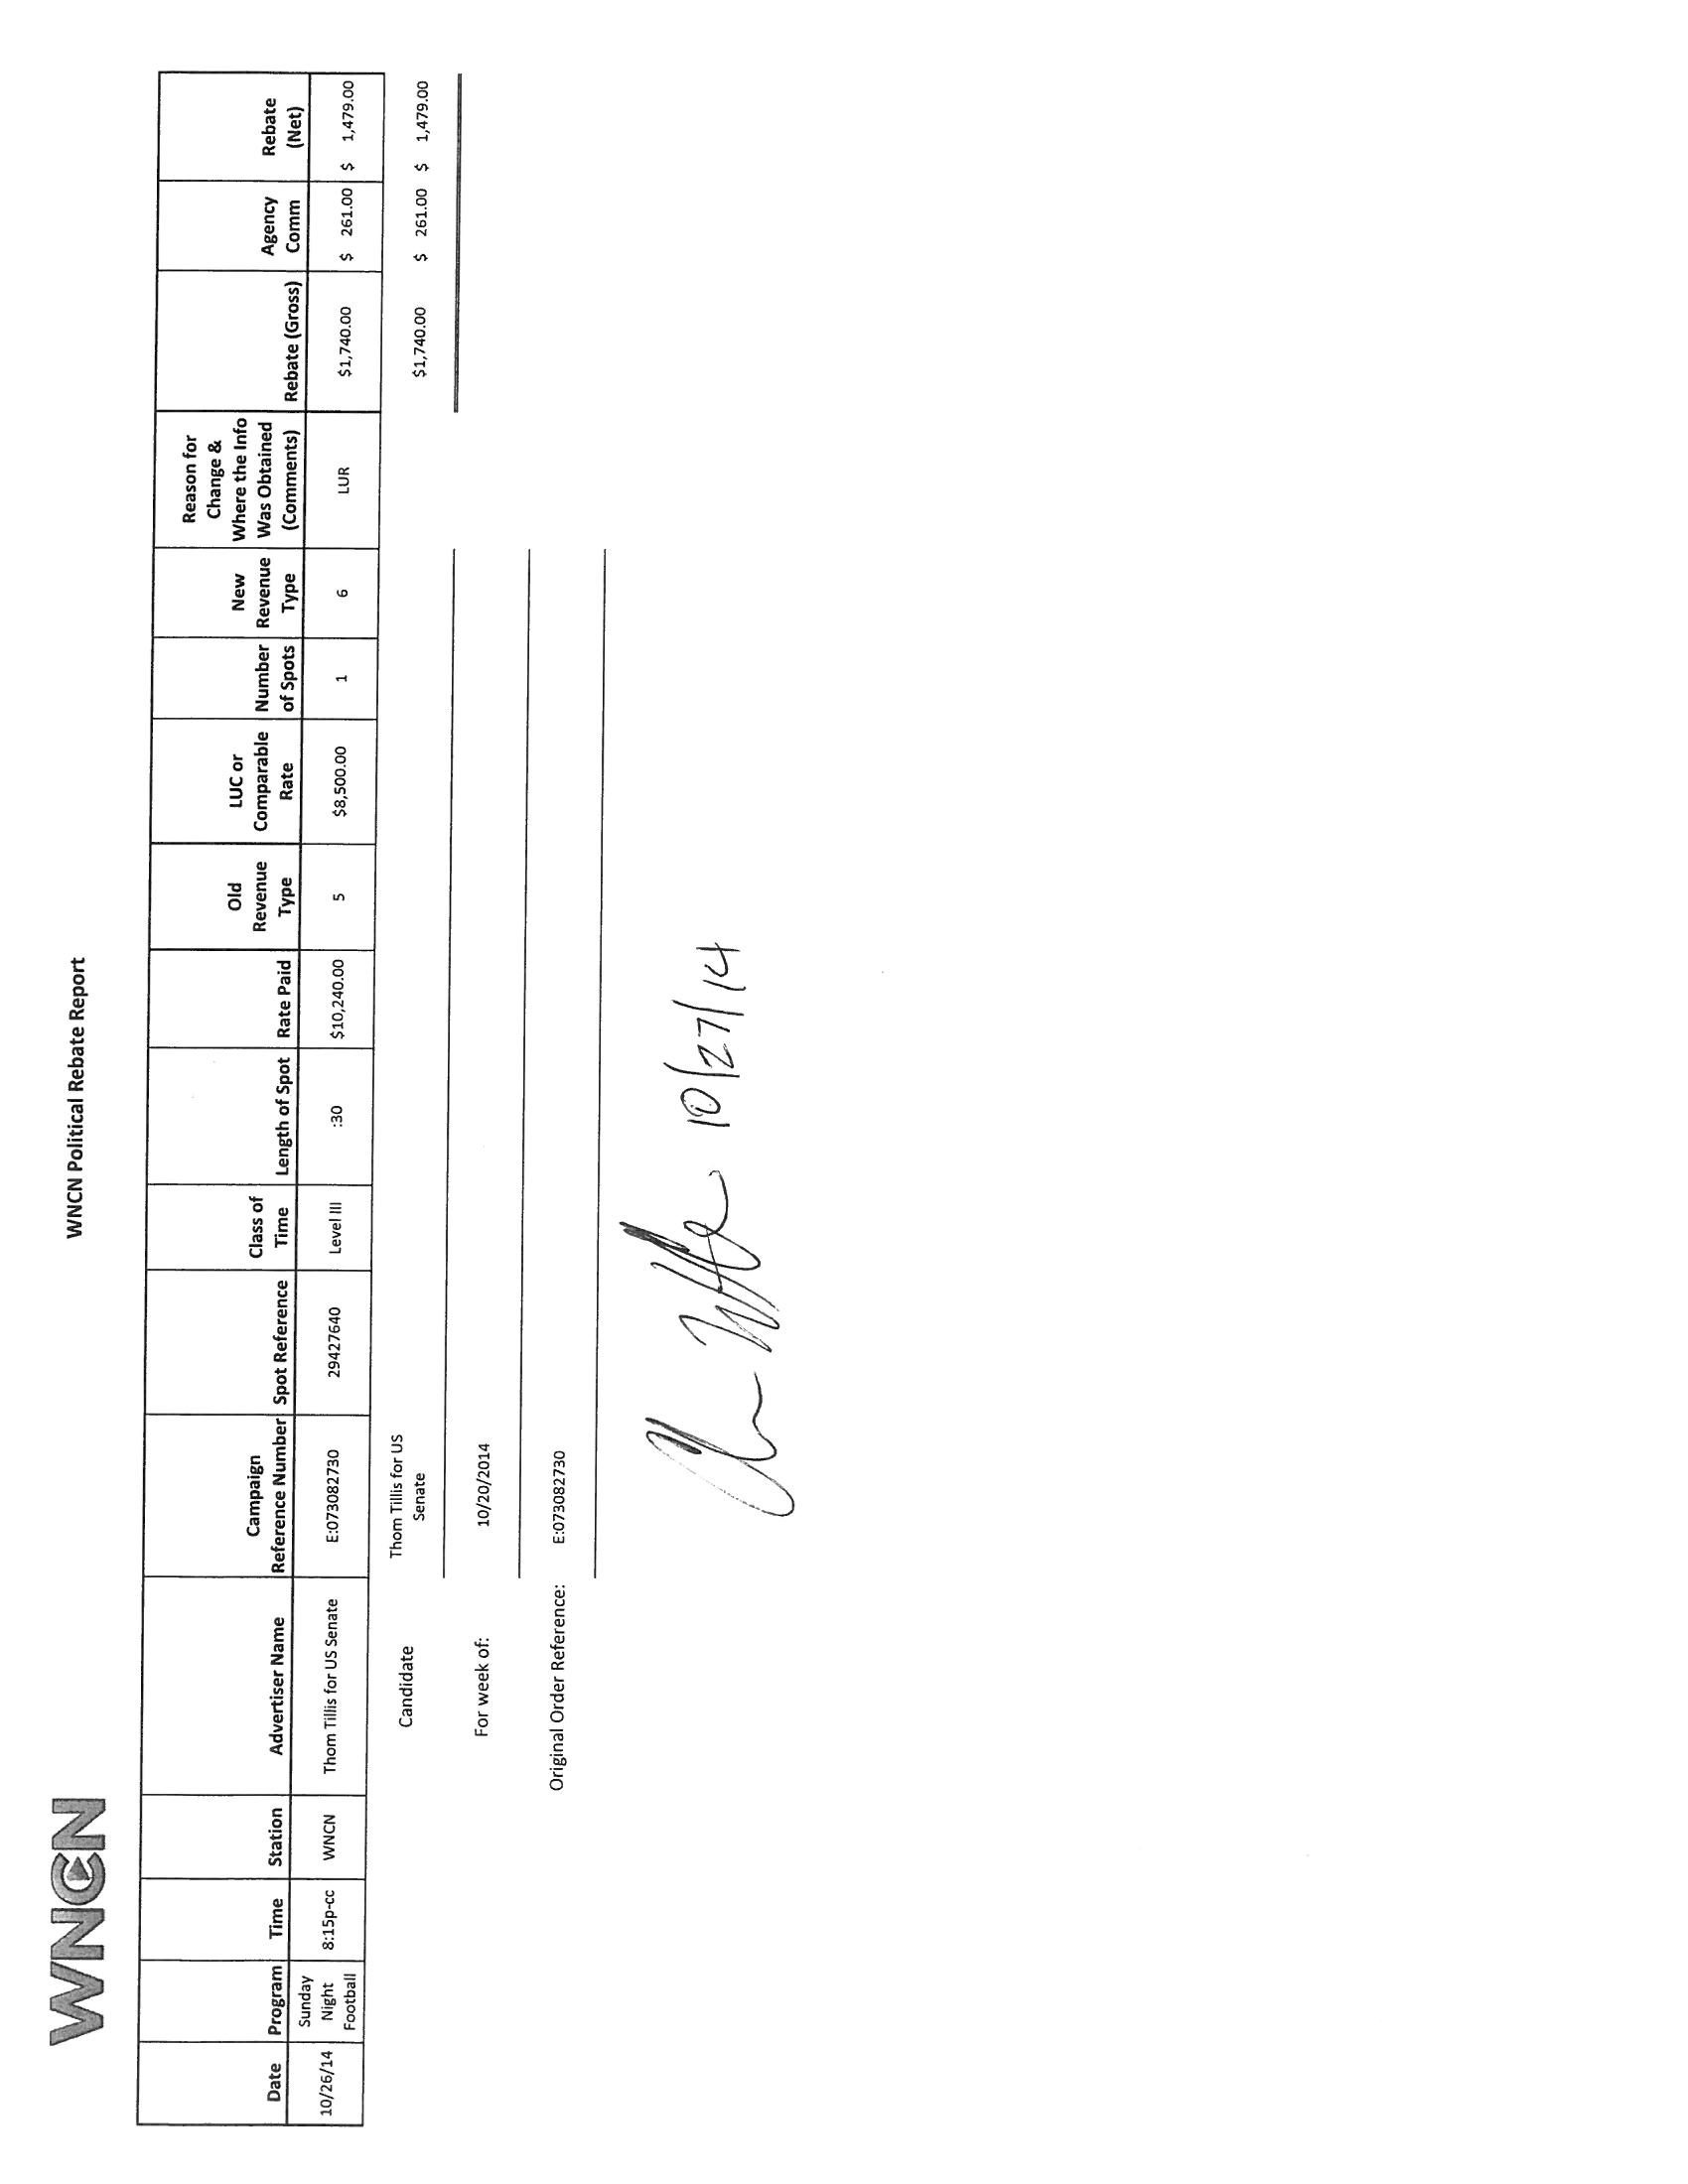 WNCN
WNCN Political Rebate Report
Date Program Time Station Advertiser Name Campaign Reference Number Spot Reference Class of Time Length of Spot Rate Paid Old Revenue Type LUC or Comparable Rate Number of Spots New Revenue Type Reason for Change & Where the Info Was Obtained (Comments) Rebate (Gross) Agency Comm Rebate (Net)
10/26/14 Sunday Night Football 8:15p-cc WNCN Thom Tillis for US Senate E:073082730 29427640 Level III :30 $10,240.00 5 $8,500.00 1 6 LUR $1,740.00 $ 261.00 $ 1,479.00
Candidate Thom Tillis for US Senate $1,740.00 $ 261.00 $ 1,479.00
For week of: 10/20/2014
Original Order Reference: E:073082730
10/27/14